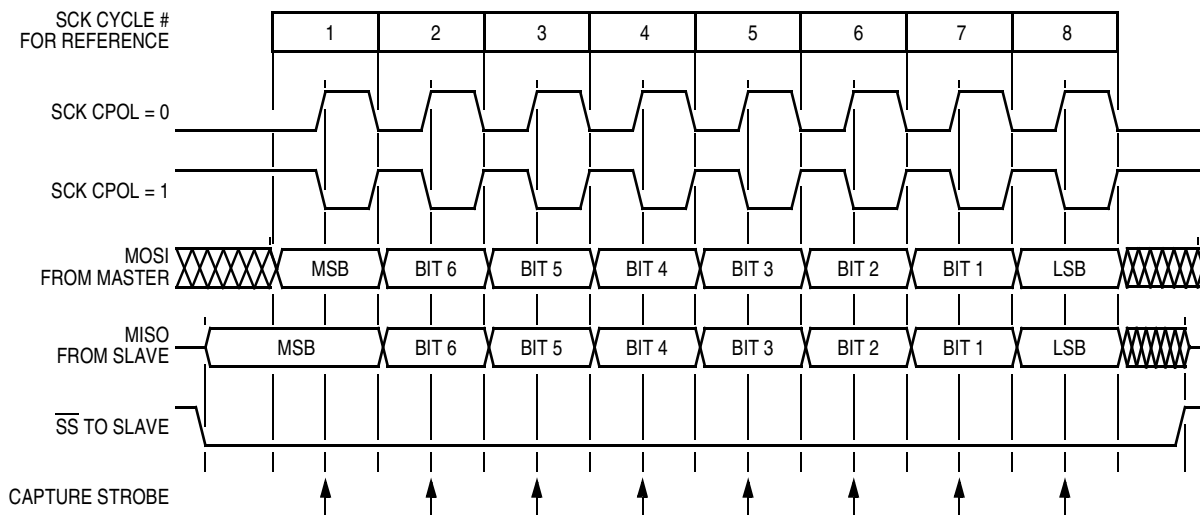 SCK CYCLE #
FOR REFERENCE
1 2 3 4 5 6 7 8
SCK CPOL = 0
SCK CPOL = 1
MOSI
FROM MASTER
MSB BIT 6 BIT 5 BIT 4 BIT 3 BIT 2 BIT 1 LSB
MISO
FROM SLAVE
MSB BIT 6 BIT 5 BIT 4 BIT 3 BIT 2 BIT 1 LSB
SS TO SLAVE
CAPTURE STROBE